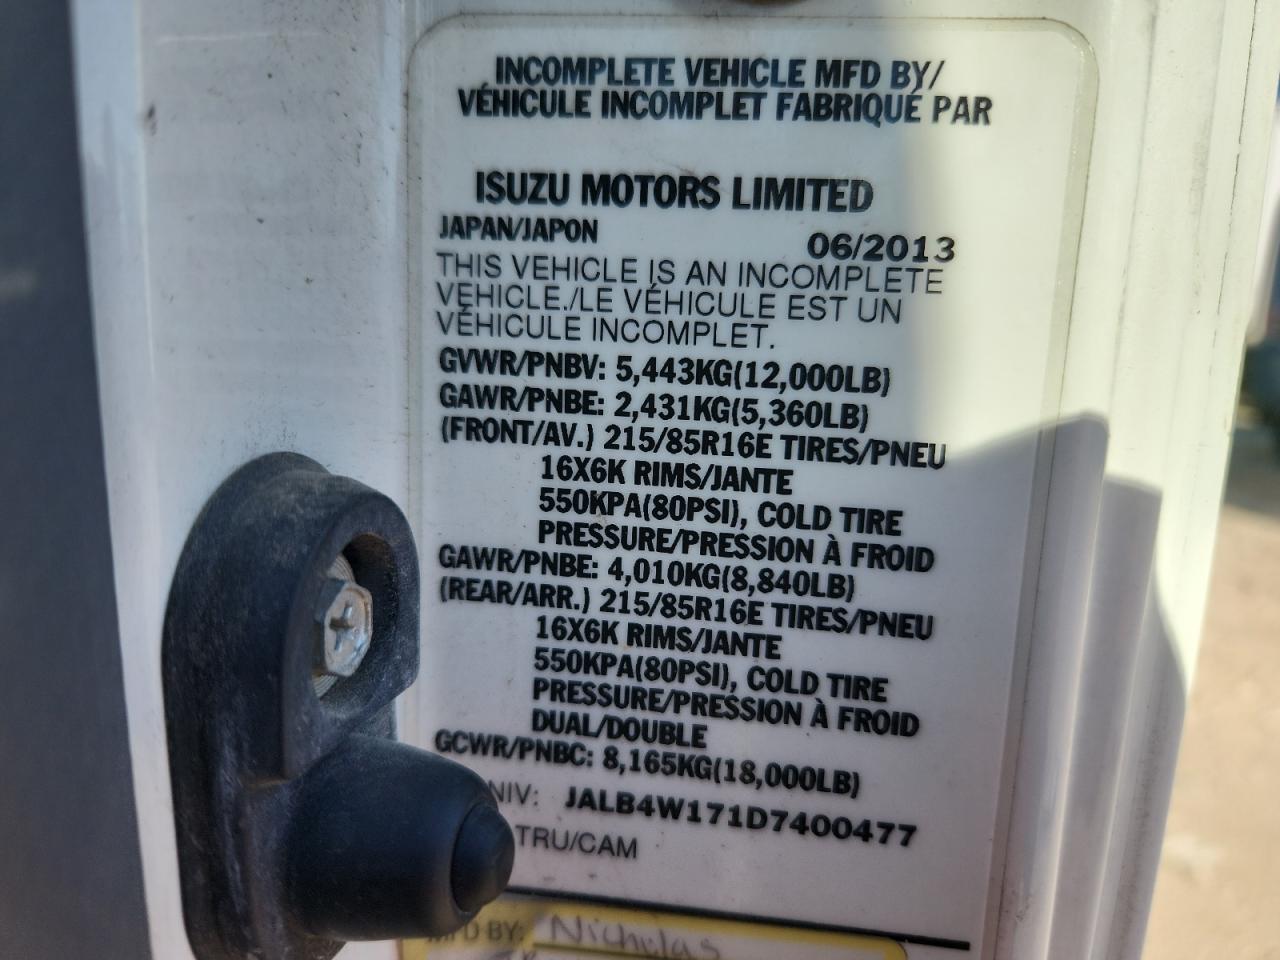 INCOMPLETE VEHICLE MFD BY/
VÉHICULE INCOMPLET FABRIQUÉ PAR
ISUZU MOTORS LIMITED
JAPAN/JAPON 06/2013
THIS VEHICLE IS AN INCOMPLETE
VEHICLE./LE VÉHICULE EST UN
VÉHICULE INCOMPLET.
GVWR/PNBV: 5,443KG(12,000LB)
GAWR/PNBE: 2,431KG(5,360LB)
(FRONT/AV.) 215/85R16E TIRES/PNEU
16X6K RIMS/JANTE
550KPA(80PSI), COLD TIRE
PRESSURE/PRESSION À FROID
GAWR/PNBE: 4,010KG(8,840LB)
(REAR/ARR.) 215/85R16E TIRES/PNEU
16X6K RIMS/JANTE
550KPA(80PSI), COLD TIRE
PRESSURE/PRESSION À FROID
DUAL/DOUBLE
GCWR/PNBC: 8,165KG(18,000LB)
NIV: JALB4W171D7400477
TRU/CAM
MFD BY: Nicholas